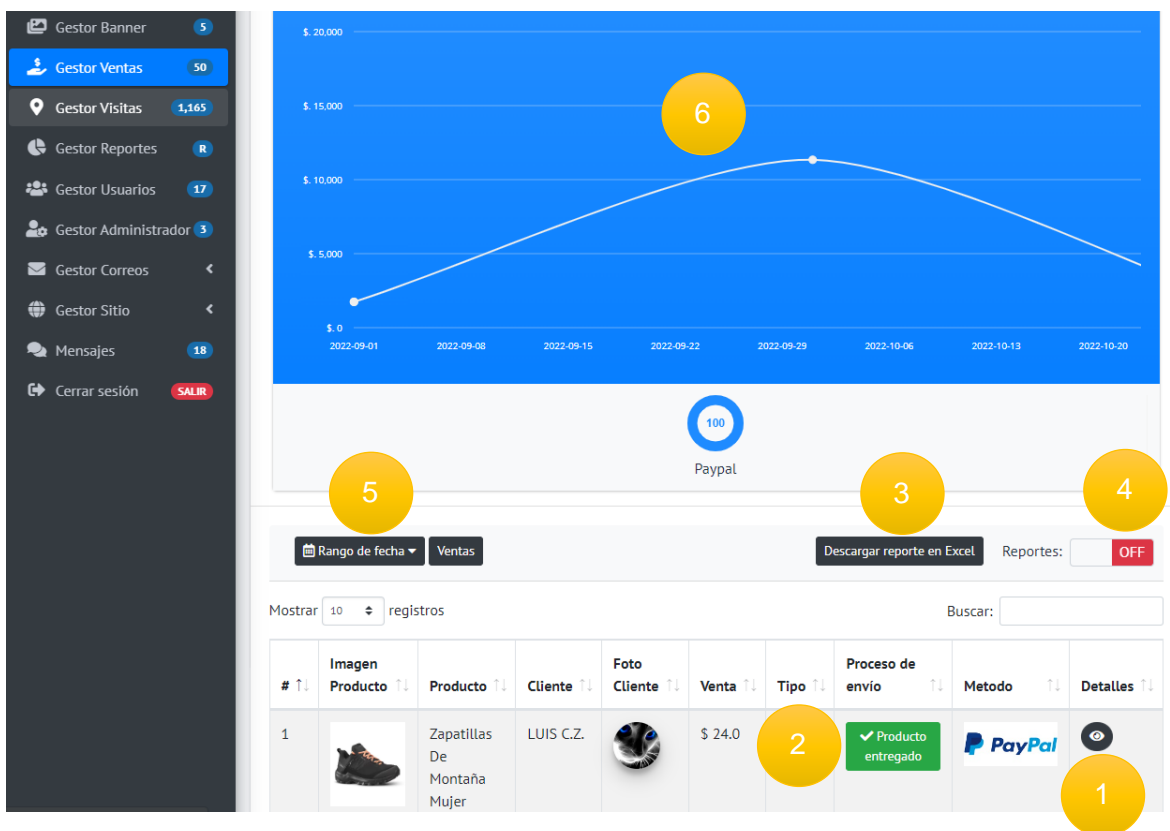 Gestor Banner 5
Gestor Ventas 50
Gestor Visitas 1,165
Gestor Reportes R
Gestor Usuarios 17
Gestor Administrador 3
Gestor Correos
Gestor Sitio
Mensajes 18
Cerrar sesión SALIR
$. 20,000
6
$. 15,000
$. 10,000
$. 5,000
$. 0
2022-09-01 2022-09-08 2022-09-15 2022-09-22 2022-09-29 2022-10-06 2022-10-13 2022-10-20
100
Paypal
5 3 4
Rango de fecha Ventas Descargar reporte en Excel Reportes: OFF
Mostrar 10 registros Buscar:
# Imagen Producto Producto Cliente Foto Cliente Venta Tipo Proceso de envío Metodo Detalles
1 Zapatillas De Montaña Mujer LUIS C.Z. $ 24.0 2 Producto entregado PayPal
1